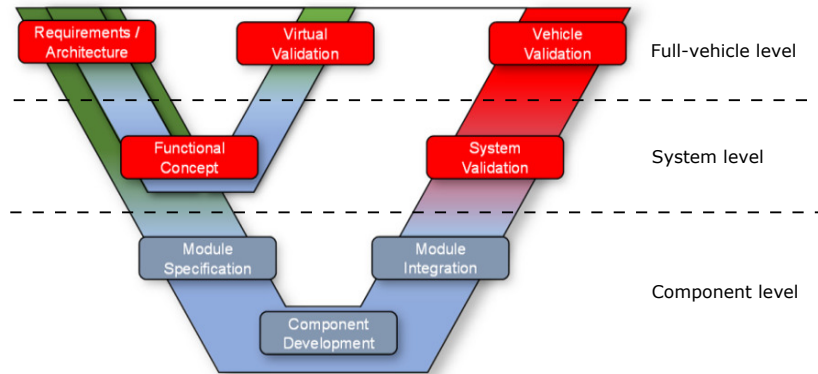 Requirements /
Architecture
Virtual
Validation
Vehicle
Validation
Full-vehicle level
Functional
Concept
System
Validation
System level
Module
Specification
Module
Integration
Component level
Component
Development